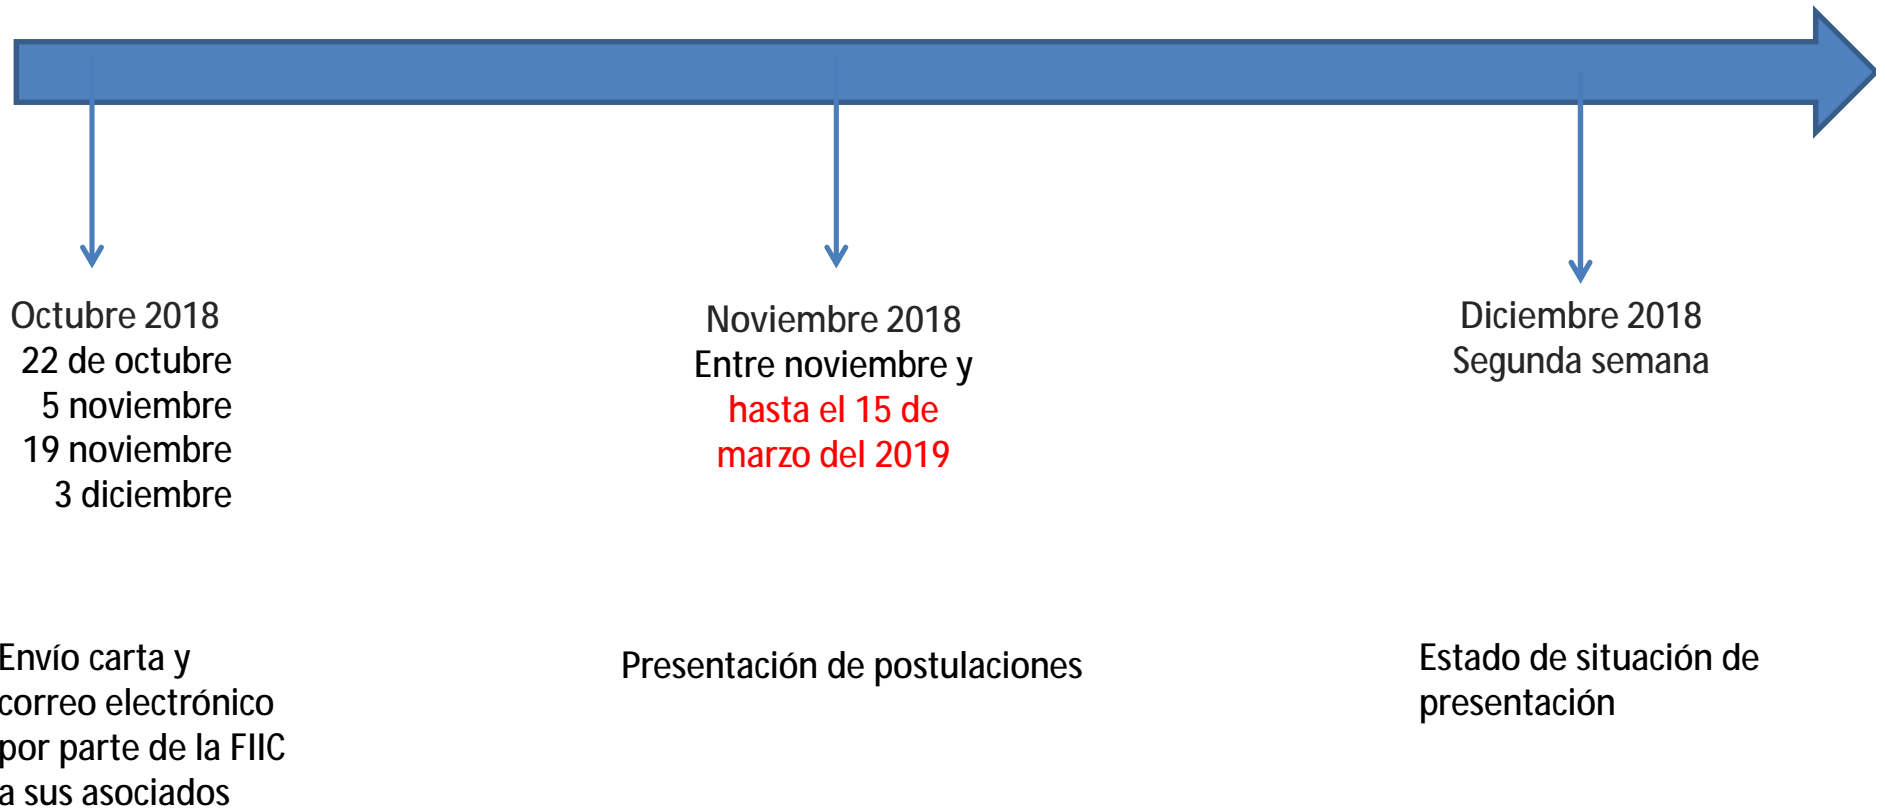 Octubre 2018
22 de octubre
5 noviembre
19 noviembre
3 diciembre
Envío carta y
correo electrónico
por parte de la FIIC
a sus asociados
Noviembre 2018
Entre noviembre y
hasta el 15 de
marzo del 2019
Presentación de postulaciones
Diciembre 2018
Segunda semana
Estado de situación de
presentación